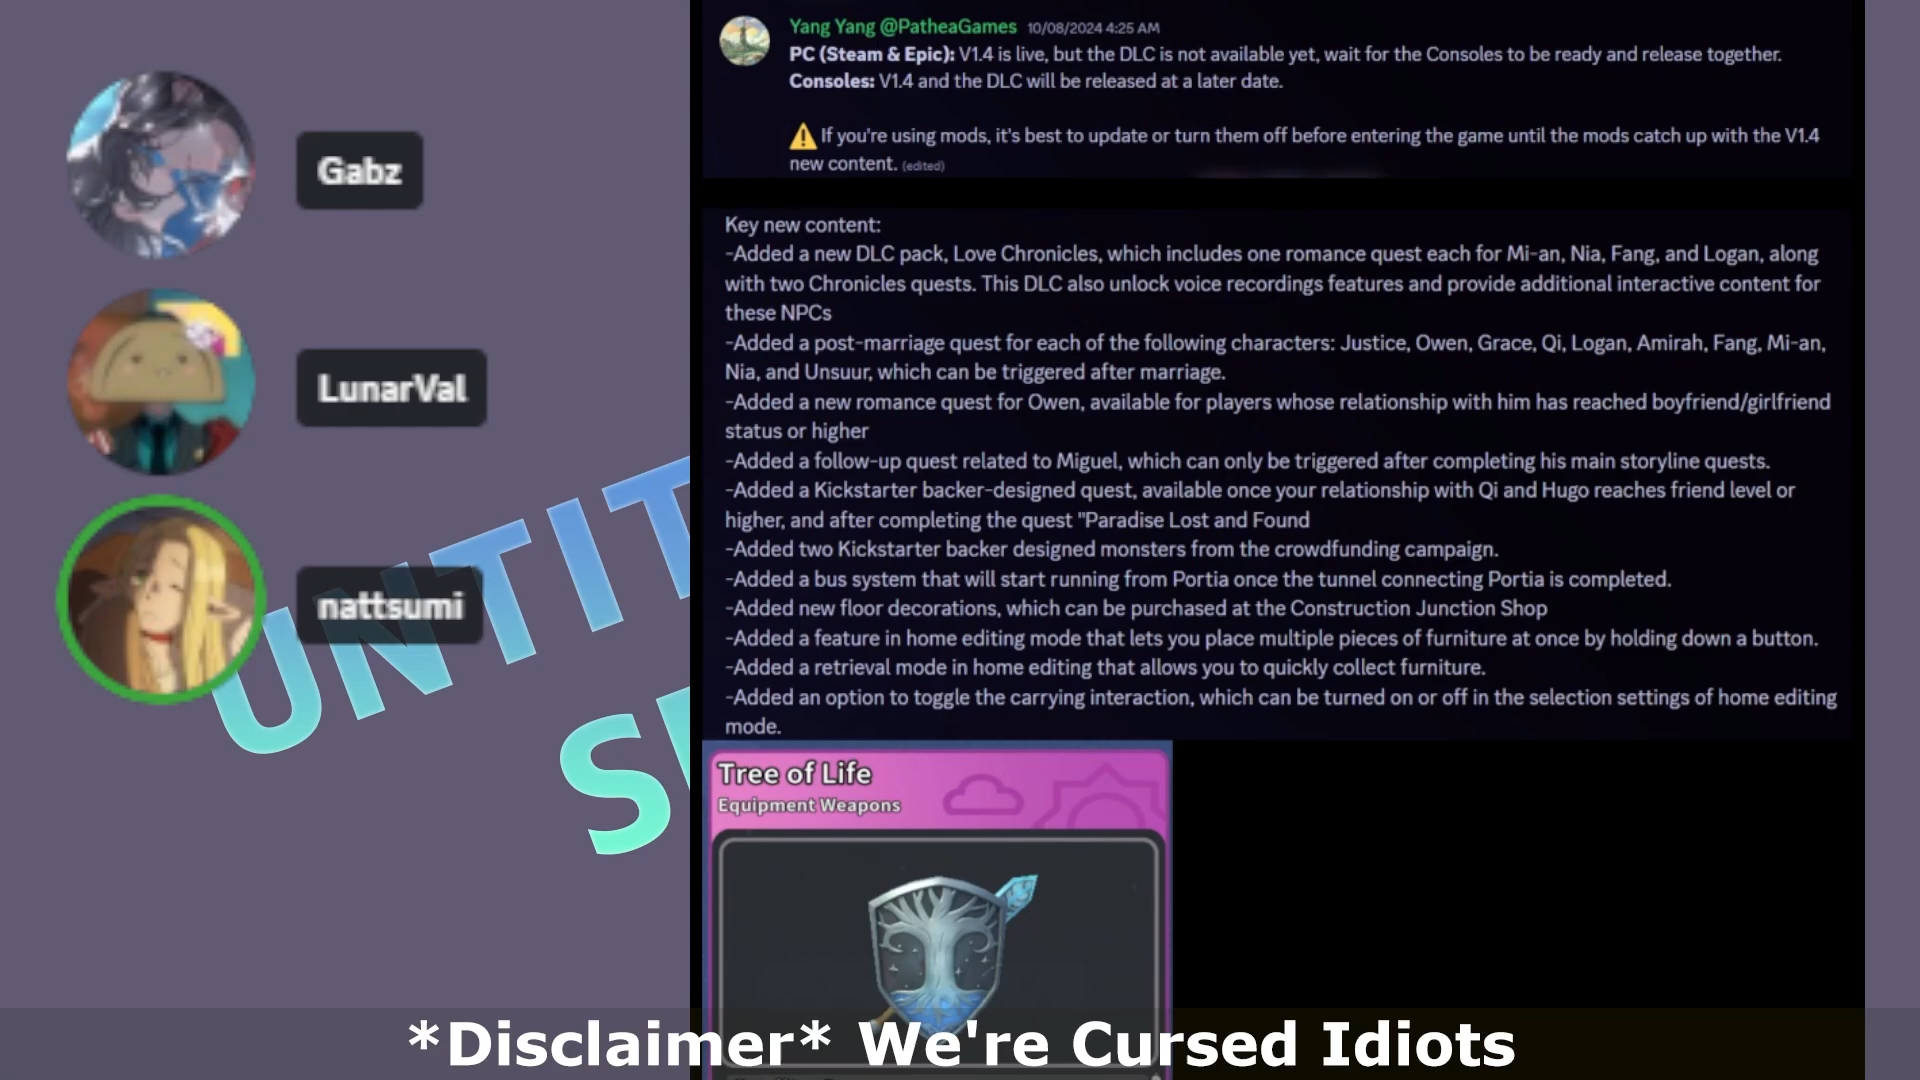 Gabz
LunarVal
nattsumi
UNTIT
S
Yang Yang @PatheaGames 10/08/2024 4:25 AM
PC (Steam & Epic): V1.4 is live, but the DLC is not available yet, wait for the Consoles to be ready and release together.
Consoles: V1.4 and the DLC will be released at a later date.
⚠️If you're using mods, it's best to update or turn them off before entering the game until the mods catch up with the V1.4
new content. (edited)
Key new content:
-Added a new DLC pack, Love Chronicles, which includes one romance quest each for Mi-an, Nia, Fang, and Logan, along
with two Chronicles quests. This DLC also unlock voice recordings features and provide additional interactive content for
these NPCs
-Added a post-marriage quest for each of the following characters: Justice, Owen, Grace, Qi, Logan, Amirah, Fang, Mi-an,
Nia, and Unsuur, which can be triggered after marriage.
-Added a new romance quest for Owen, available for players whose relationship with him has reached boyfriend/girlfriend
status or higher
-Added a follow-up quest related to Miguel, which can only be triggered after completing his main storyline quests.
-Added a Kickstarter backer-designed quest, available once your relationship with Qi and Hugo reaches friend level or
higher, and after completing the quest "Paradise Lost and Found
-Added two Kickstarter backer designed monsters from the crowdfunding campaign.
-Added a bus system that will start running from Portia once the tunnel connecting Portia is completed.
-Added new floor decorations, which can be purchased at the Construction Junction Shop
-Added a feature in home editing mode that lets you place multiple pieces of furniture at once by holding down a button.
-Added a retrieval mode in home editing that allows you to quickly collect furniture.
-Added an option to toggle the carrying interaction, which can be turned on or off in the selection settings of home editing
mode.
Tree of Life
Equipment Weapons
*Disclaimer* We're Cursed Idiots